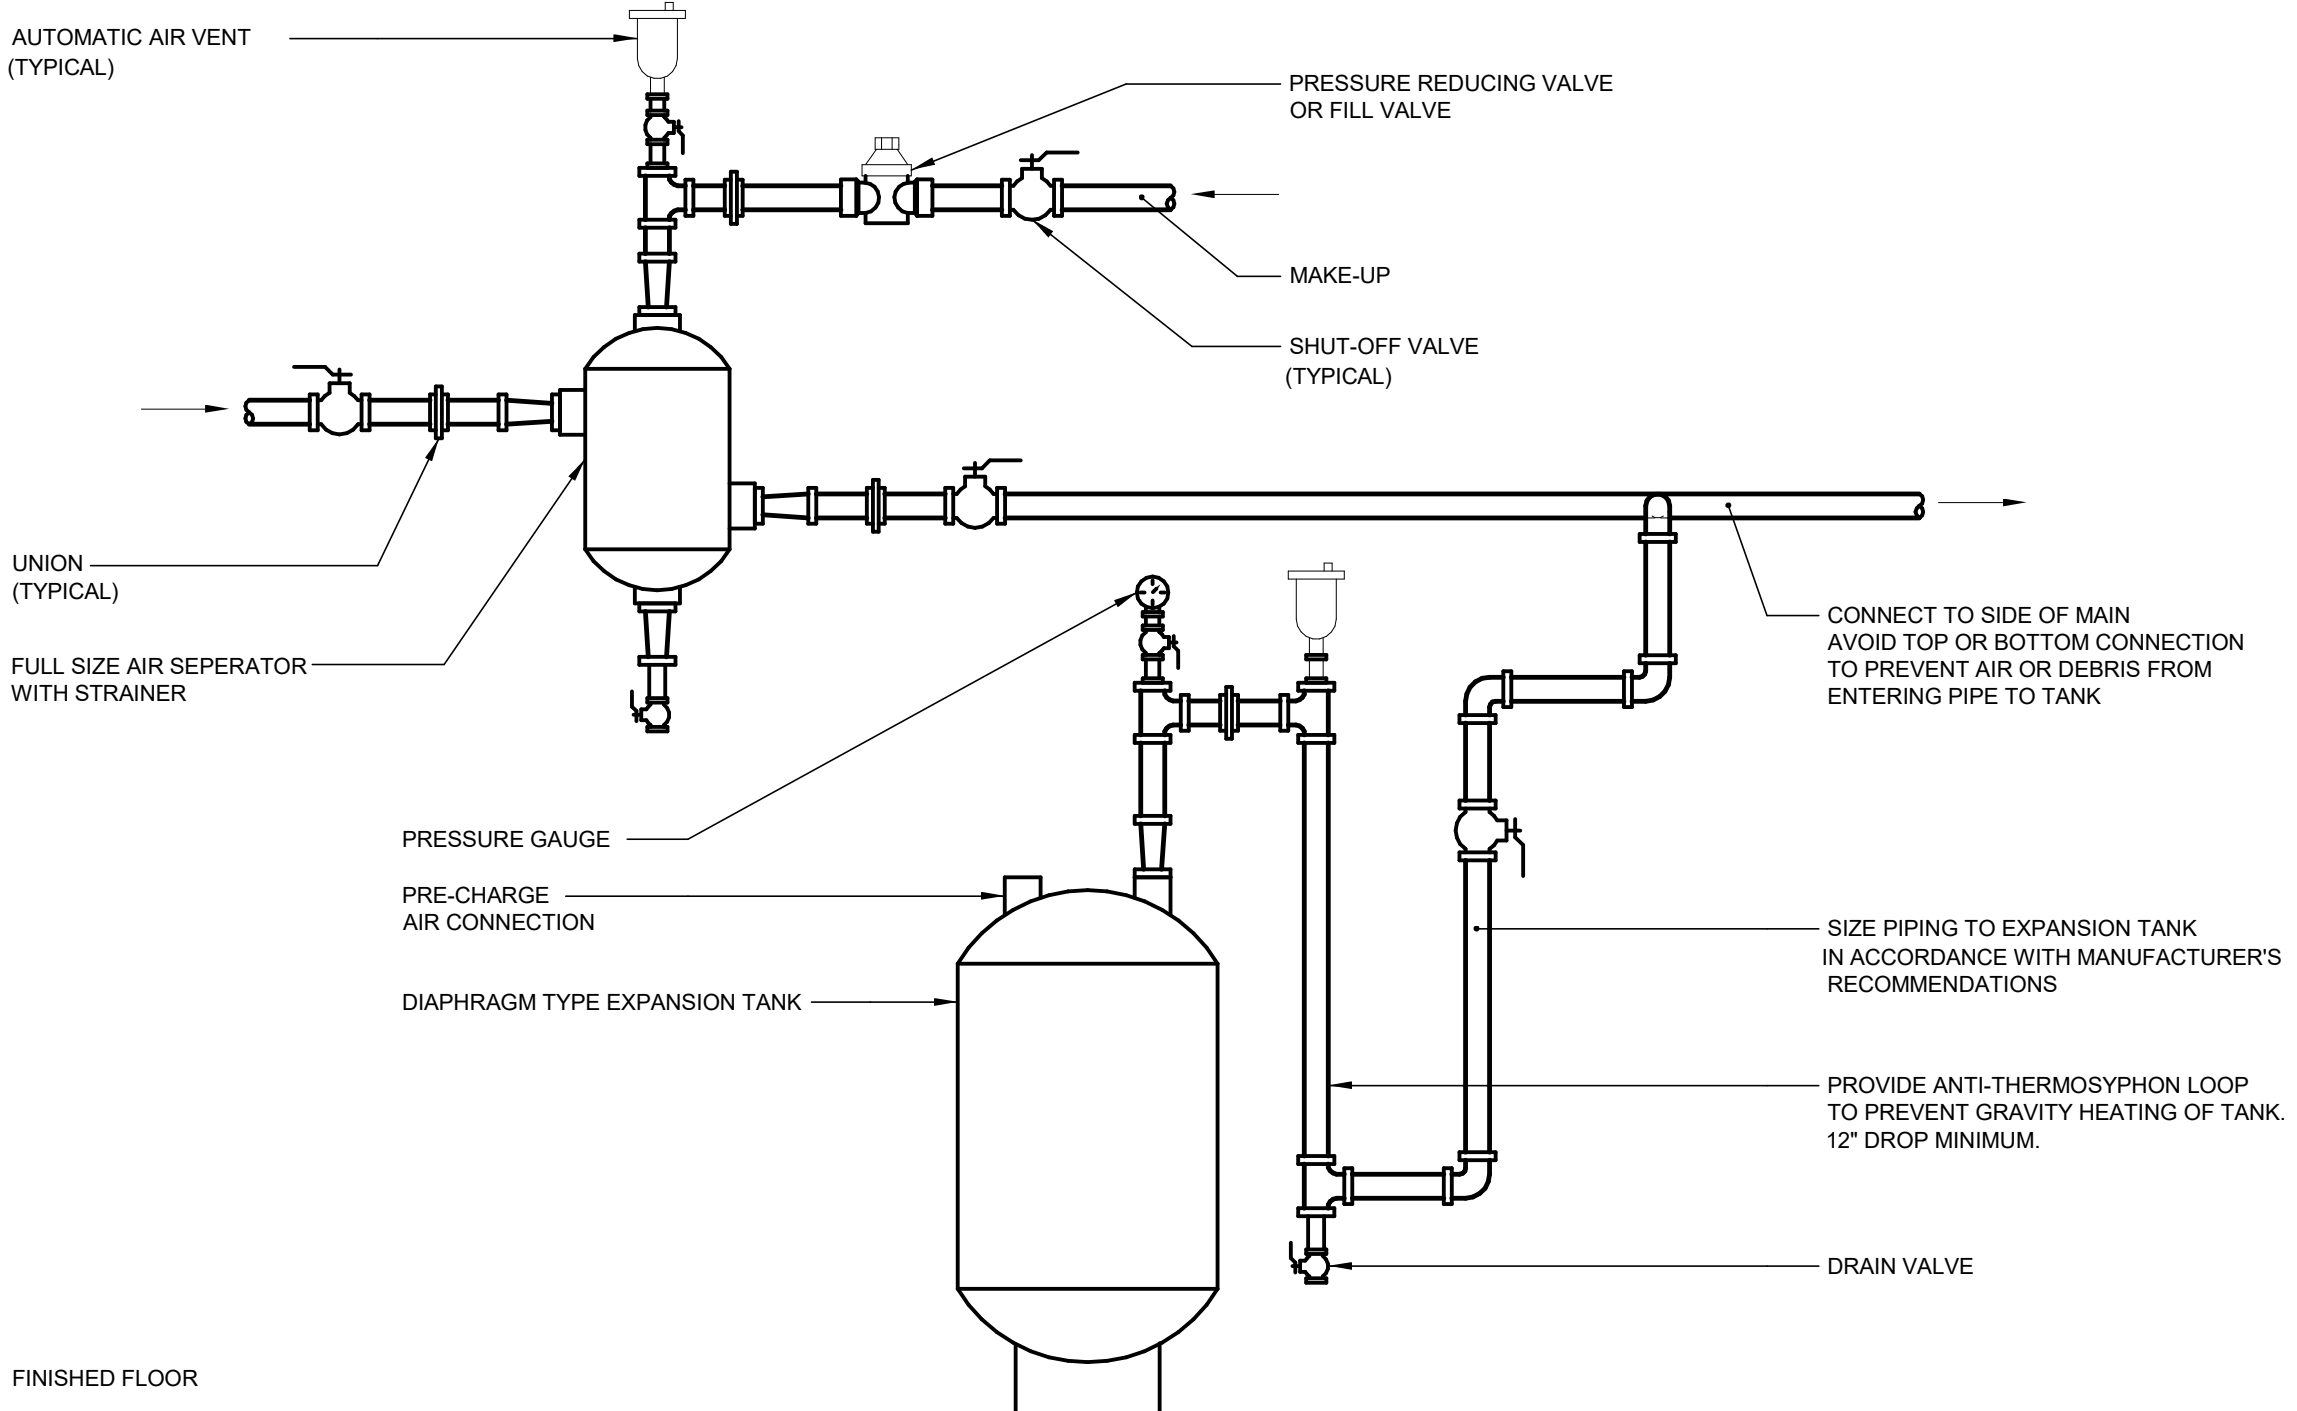 AUTOMATIC AIR VENT
(TYPICAL)
PRESSURE REDUCING VALVE
OR FILL VALVE
MAKE-UP
SHUT-OFF VALVE
(TYPICAL)
UNION
(TYPICAL)
FULL SIZE AIR SEPERATOR
WITH STRAINER
CONNECT TO SIDE OF MAIN
AVOID TOP OR BOTTOM CONNECTION
TO PREVENT AIR OR DEBRIS FROM
ENTERING PIPE TO TANK
PRESSURE GAUGE
PRE-CHARGE
AIR CONNECTION
DIAPHRAGM TYPE EXPANSION TANK
SIZE PIPING TO EXPANSION TANK
IN ACCORDANCE WITH MANUFACTURER'S
RECOMMENDATIONS
PROVIDE ANTI-THERMOSYPHON LOOP
TO PREVENT GRAVITY HEATING OF TANK.
12" DROP MINIMUM.
DRAIN VALVE
FINISHED FLOOR